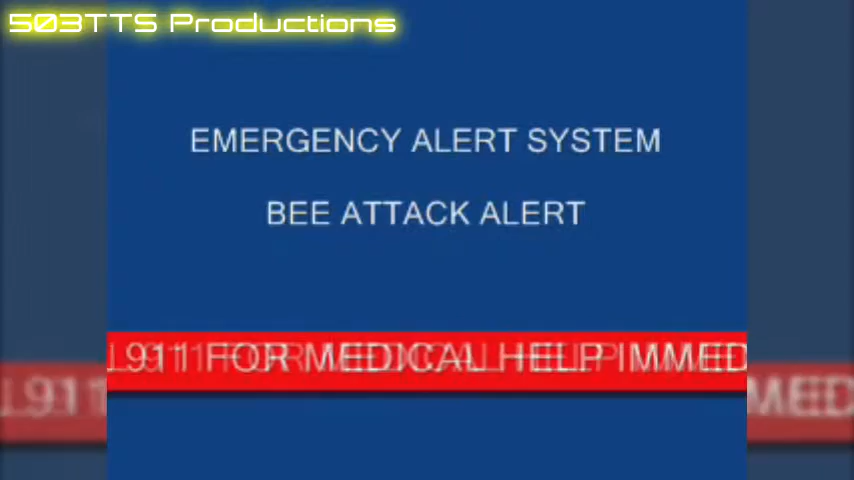 503TTS Productions
EMERGENCY ALERT SYSTEM
BEE ATTACK ALERT
911 FOR MEDICAL HELP IMMED